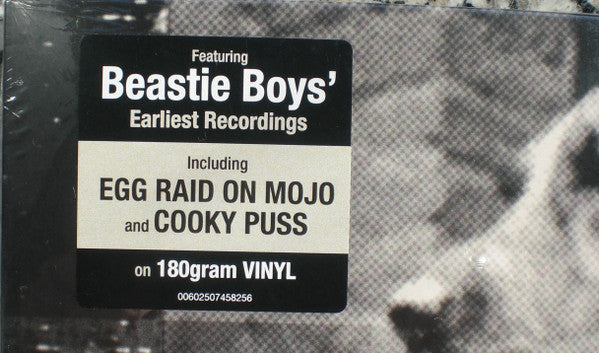 Featuring
Beastie Boys’
Earliest Recordings
Including
EGG RAID ON MOJO
and COOKY PUSS
on 180gram VINYL
00602507458256